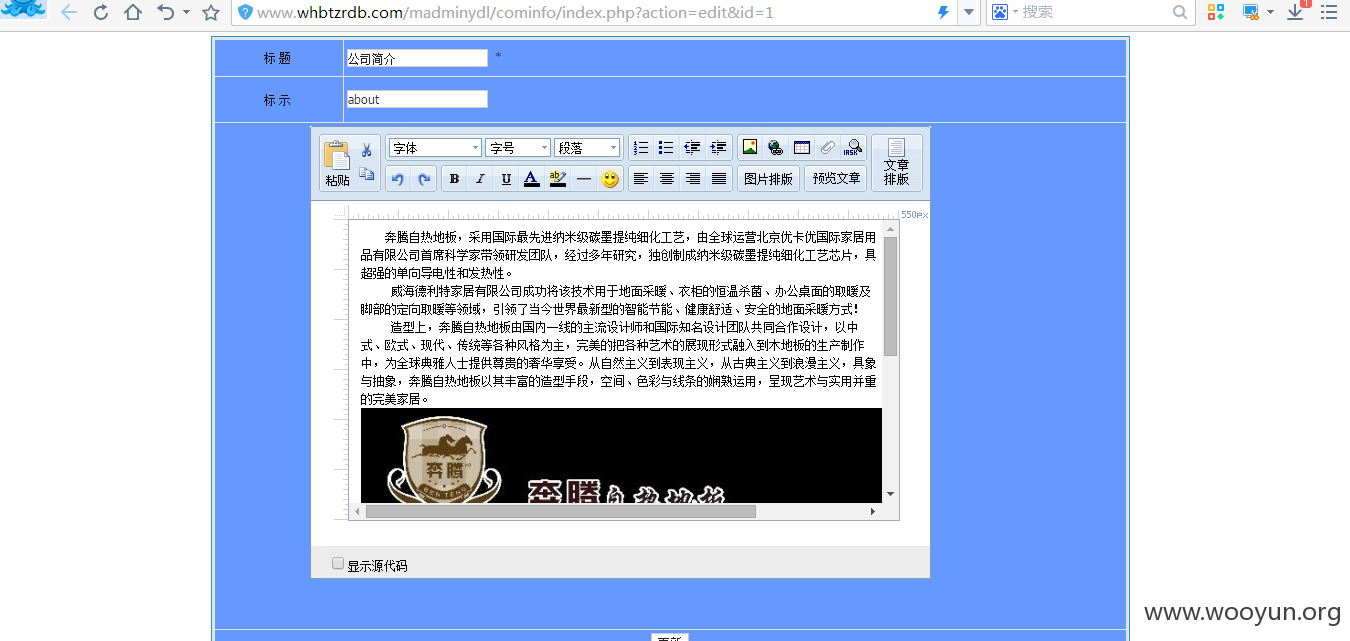 www.whbtzrdb.com/madminydl/cominfo/index.php?action=edit&id=1
搜索
1
标 题
公司简介
*
标 示
about
粘贴
字体
字号
段落
IASK
文章
排版
B I U A ab
图片排版
预览文章
550px
奔腾自热地板，采用国际最先进纳米级碳墨提纯细化工艺，由全球运营北京优卡优国际家居用
品有限公司首席科学家带领研发团队，经过多年研究，独创制成纳米级碳墨提纯细化工艺芯片，具
超强的单向导电性和发热性。
威海德利特家居有限公司成功将该技术用于地面采暖、衣柜的恒温杀菌、办公桌面的取暖及
脚部的定向取暖等领域，引领了当今世界最新型的智能节能、健康舒适、安全的地面采暖方式！
造型上，奔腾自热地板由国内一线的主流设计师和国际知名设计团队共同合作设计，以中
式、欧式、现代、传统等各种风格为主，完美的把各种艺术的展现形式融入到木地板的生产制作
中，为全球典雅人士提供尊贵的奢华享受。从自然主义到表现主义，从古典主义到浪漫主义，具象
与抽象，奔腾自热地板以其丰富的造型手段，空间、色彩与线条的娴熟运用，呈现艺术与实用并重
的完美家居。
奔腾
BEN TENG
奔腾自热地板
显示源代码
更新
www.wooyun.org